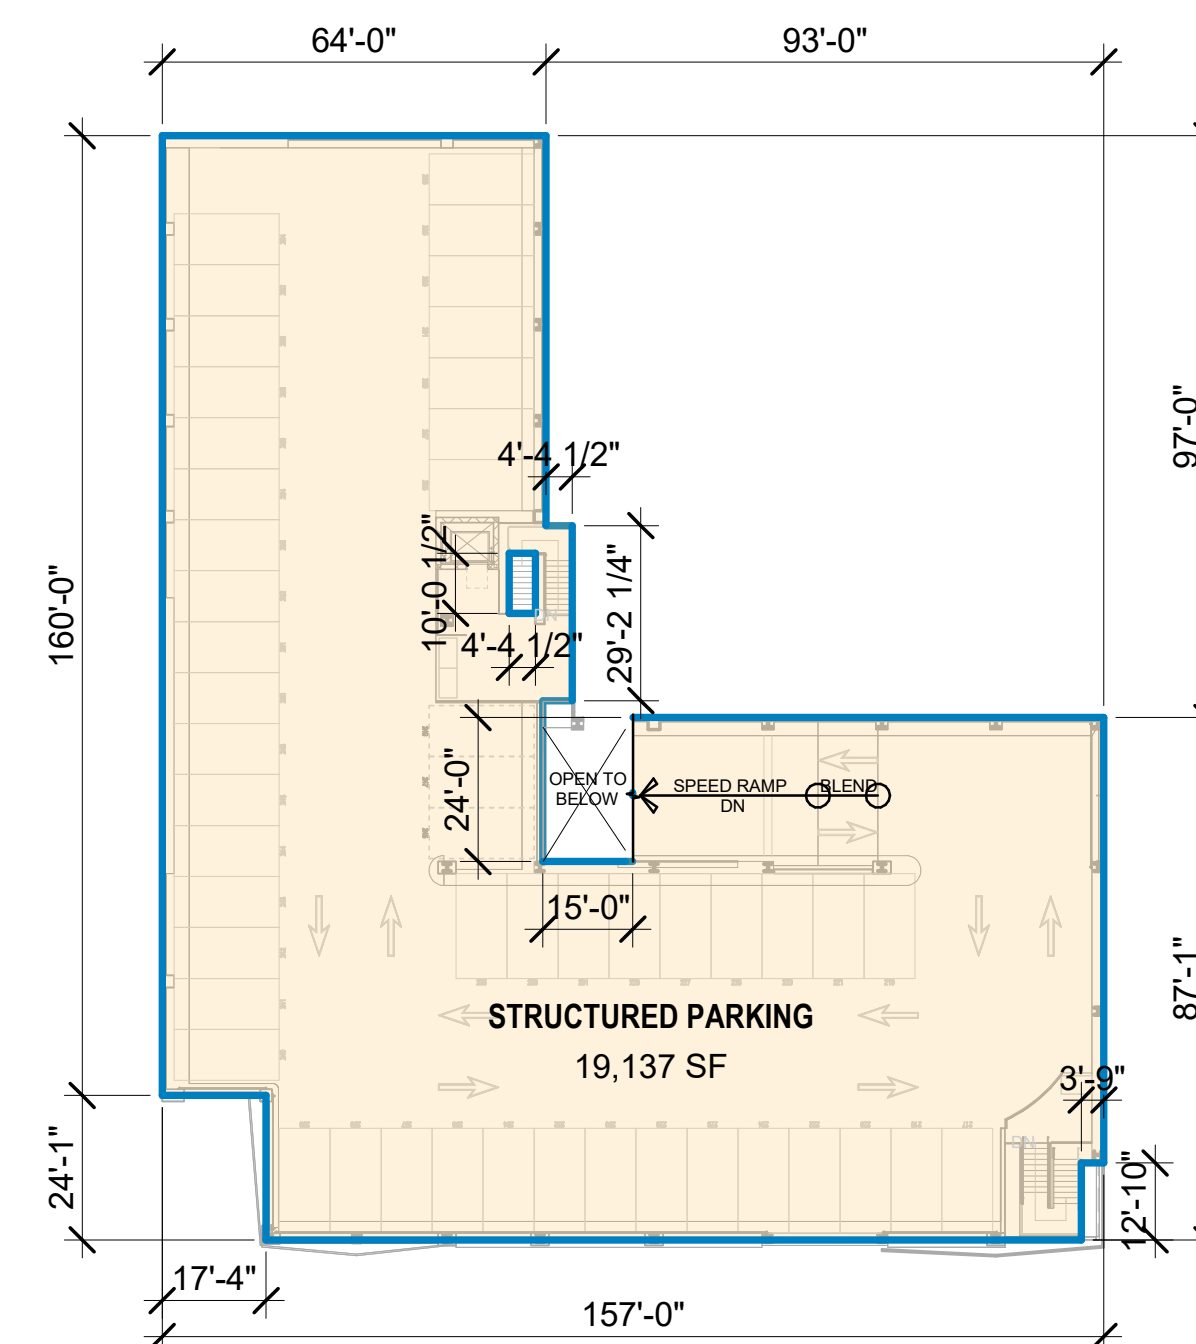 64'-0"
93'-0"
97'-0"
4'-4 1/2"
10'-0 1/2"
29'-2 1/4"
160'-0"
DN
4'-4 1/2"
24'-0"
OPEN TO
BELOW
SPEED RAMP
DN
BLEND
15'-0"
87'-1"
STRUCTURED PARKING
19,137 SF
3'-9"
DN
24'-1"
12'-10"
17'-4"
157'-0"